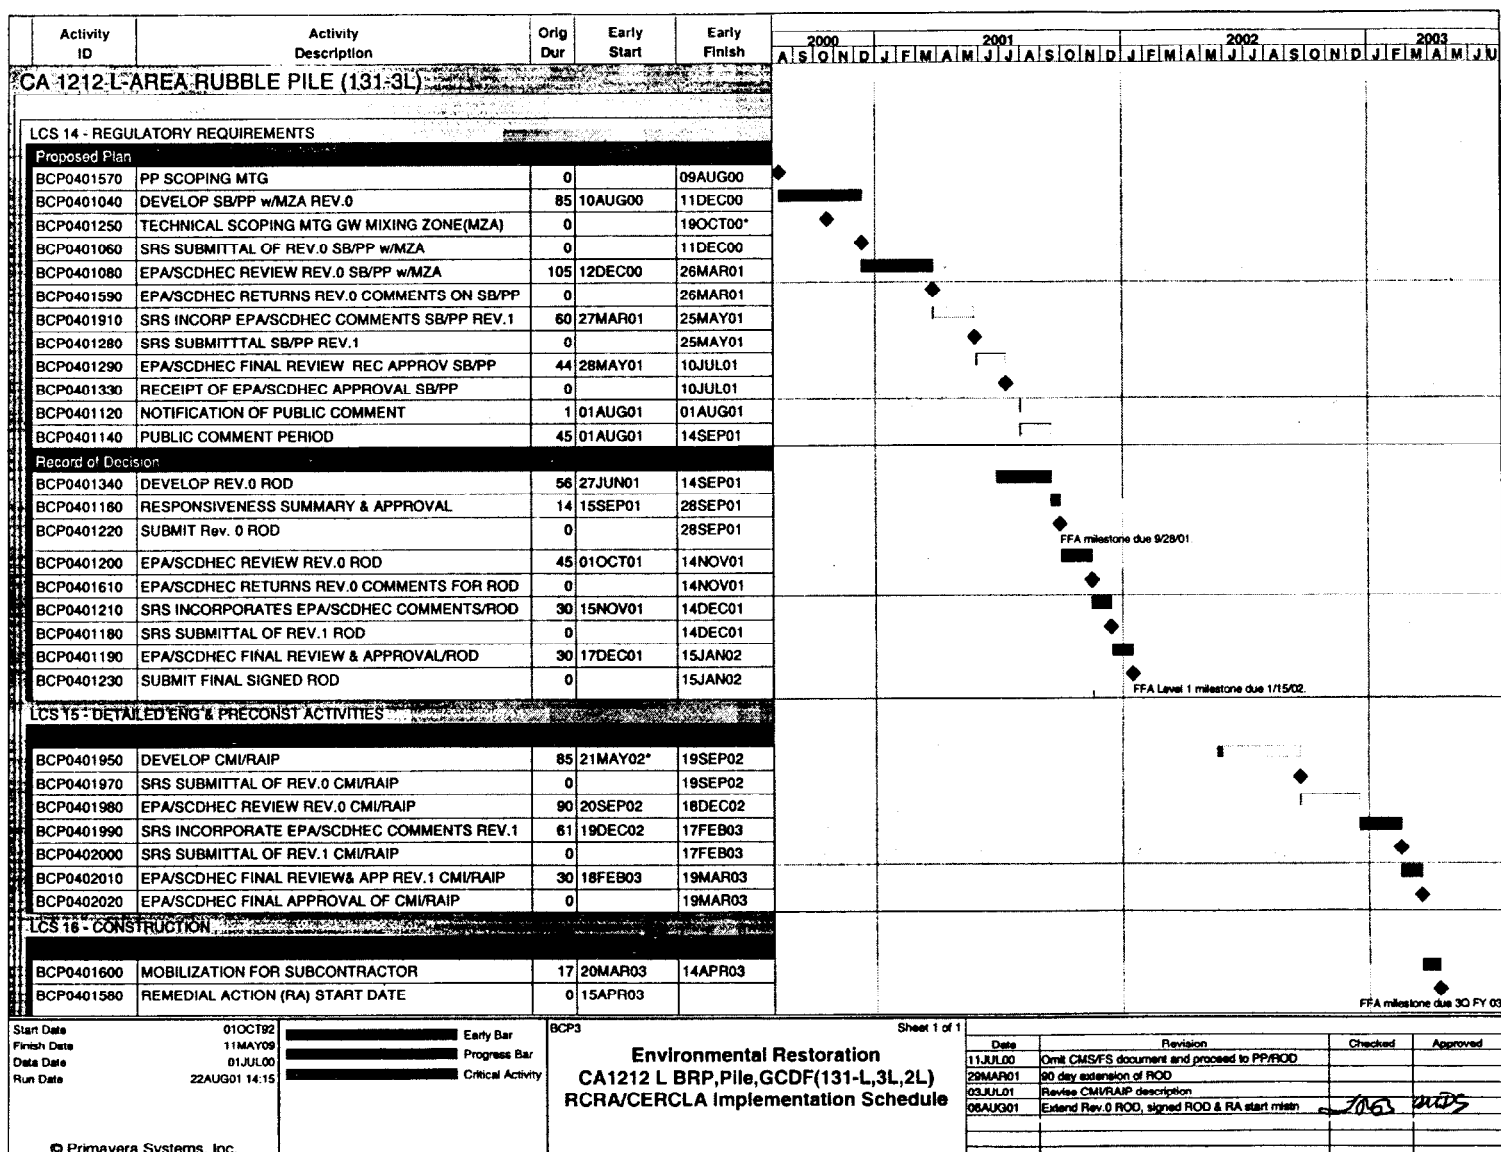 Activity ID Activity Description Orig Dur Early Start Early Finish
2000 2001 2002 2003
A S O N D J F M A M J J A S O N D J F M A M J J A S O N D J F M A M J U
CA 1212 L-AREA RUBBLE PILE (131-3L)
LCS 14 - REGULATORY REQUIREMENTS
Proposed Plan
BCP0401570 PP SCOPING MTG 0 09AUG00
BCP0401040 DEVELOP SB/PP w/MZA REV.0 85 10AUG00 11DEC00
BCP0401250 TECHNICAL SCOPING MTG GW MIXING ZONE(MZA) 0 19OCT00*
BCP0401060 SRS SUBMITTAL OF REV.0 SB/PP w/MZA 0 11DEC00
BCP0401080 EPA/SCDHEC REVIEW REV.0 SB/PP w/MZA 105 12DEC00 26MAR01
BCP0401590 EPA/SCDHEC RETURNS REV.0 COMMENTS ON SB/PP 0 26MAR01
BCP0401910 SRS INCORP EPA/SCDHEC COMMENTS SB/PP REV.1 60 27MAR01 25MAY01
BCP0401280 SRS SUBMITTTAL SB/PP REV.1 0 25MAY01
BCP0401290 EPA/SCDHEC FINAL REVIEW REC APPROV SB/PP 44 28MAY01 10JUL01
BCP0401330 RECEIPT OF EPA/SCDHEC APPROVAL SB/PP 0 10JUL01
BCP0401120 NOTIFICATION OF PUBLIC COMMENT 1 01AUG01 01AUG01
BCP0401140 PUBLIC COMMENT PERIOD 45 01AUG01 14SEP01
Record of Decision
BCP0401340 DEVELOP REV.0 ROD 56 27JUN01 14SEP01
BCP0401160 RESPONSIVENESS SUMMARY & APPROVAL 14 15SEP01 28SEP01
BCP0401220 SUBMIT Rev. 0 ROD 0 28SEP01
FFA milestone due 9/28/01.
BCP0401200 EPA/SCDHEC REVIEW REV.0 ROD 45 01OCT01 14NOV01
BCP0401610 EPA/SCDHEC RETURNS REV.0 COMMENTS FOR ROD 0 14NOV01
BCP0401210 SRS INCORPORATES EPA/SCDHEC COMMENTS/ROD 30 15NOV01 14DEC01
BCP0401180 SRS SUBMITTAL OF REV.1 ROD 0 14DEC01
BCP0401190 EPA/SCDHEC FINAL REVIEW & APPROVAL/ROD 30 17DEC01 15JAN02
BCP0401230 SUBMIT FINAL SIGNED ROD 0 15JAN02
FFA Level 1 milestone due 1/15/02.
LCS 15 - DETAILED ENG & PRECONST ACTIVITIES
BCP0401950 DEVELOP CMI/RAIP 85 21MAY02* 19SEP02
BCP0401970 SRS SUBMITTAL OF REV.0 CMI/RAIP 0 19SEP02
BCP0401980 EPA/SCDHEC REVIEW REV.0 CMI/RAIP 90 20SEP02 18DEC02
BCP0401990 SRS INCORPORATE EPA/SCDHEC COMMENTS REV.1 61 19DEC02 17FEB03
BCP0402000 SRS SUBMITTAL OF REV.1 CMI/RAIP 0 17FEB03
BCP0402010 EPA/SCDHEC FINAL REVIEW& APP REV.1 CMI/RAIP 30 18FEB03 19MAR03
BCP0402020 EPA/SCDHEC FINAL APPROVAL OF CMI/RAIP 0 19MAR03
LCS 16 - CONSTRUCTION
BCP0401600 MOBILIZATION FOR SUBCONTRACTOR 17 20MAR03 14APR03
BCP0401580 REMEDIAL ACTION (RA) START DATE 0 15APR03
FFA milestone due 3Q FY 03
Start Date 01OCT92
Finish Date 11MAY09
Data Date 01JUL00
Run Date 22AUG01 14:15
© Primavera Systems, Inc.
Early Bar
Progress Bar
Critical Activity
BCP3
Sheet 1 of 1
Environmental Restoration
CA1212 L BRP,Pile,GCDF(131-L,3L,2L)
RCRA/CERCLA Implementation Schedule
Date Revision Checked Approved
11JUL00 Omit CMS/FS document and proceed to PP/ROD
29MAR01 90 day extension of ROD
03JUL01 Revise CMI/RAIP description
06AUG01 Extend Rev.0 ROD, signed ROD & RA start mlstn